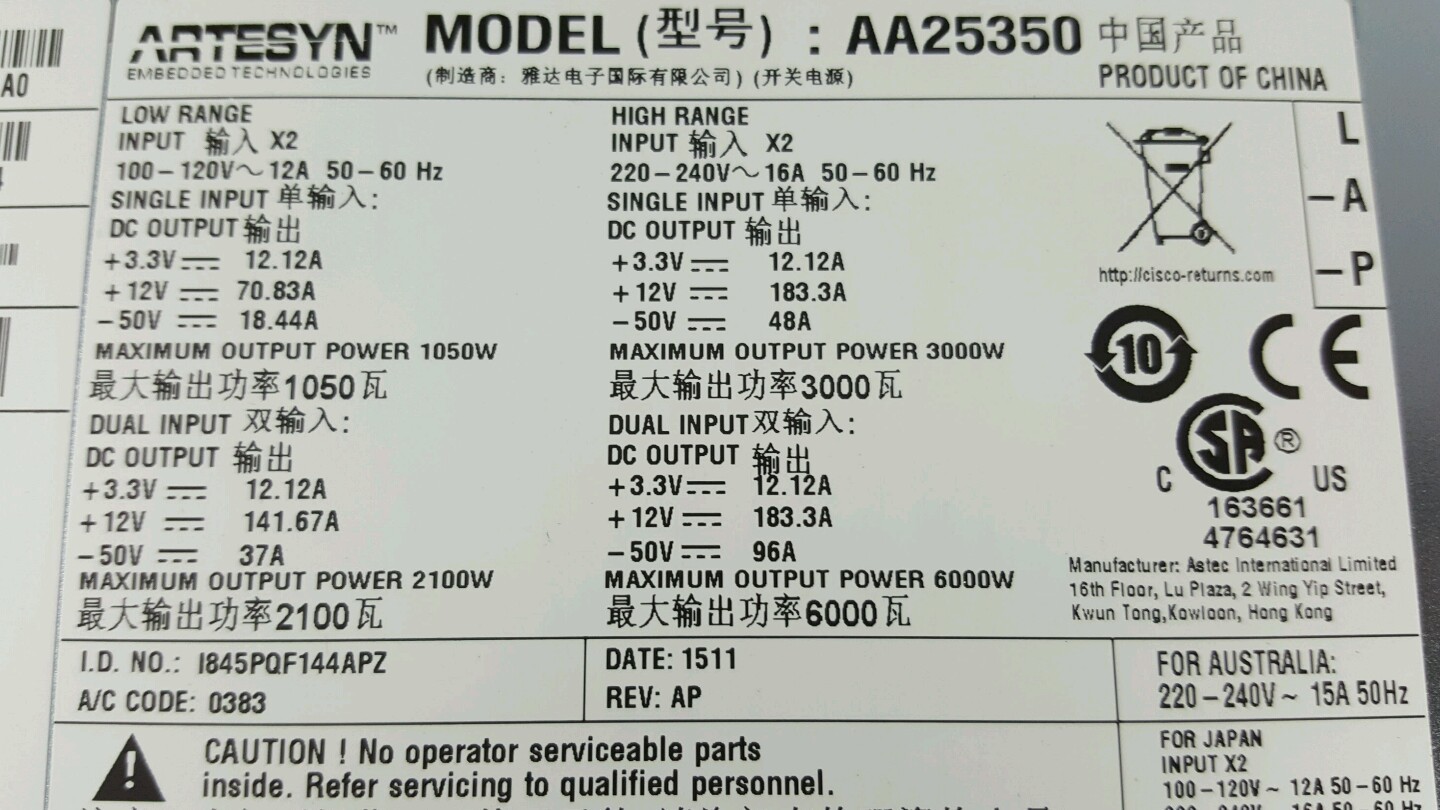 A0
ARTESYN™
EMBEDDED TECHNOLOGIES
MODEL (型号) : AA25350
(制造商: 雅达电子国际有限公司) (开关电源)
中国产品
PRODUCT OF CHINA
LOW RANGE
INPUT 输入 X2
100-120V~ 12A 50-60 Hz
SINGLE INPUT 单输入:
DC OUTPUT 输出
+3.3V⎓ 12.12A
+12V ⎓ 70.83A
-50V ⎓ 18.44A
MAXIMUM OUTPUT POWER 1050W
最大输出功率1050瓦
DUAL INPUT 双输入:
DC OUTPUT 输出
+3.3V ⎓ 12.12A
+12V ⎓ 141.67A
-50V ⎓ 37A
MAXIMUM OUTPUT POWER 2100W
最大输出功率2100瓦
HIGH RANGE
INPUT 输入 X2
220-240V~ 16A 50-60 Hz
SINGLE INPUT 单输入:
DC OUTPUT 输出
+3.3V ⎓ 12.12A
+12V ⎓ 183.3A
-50V ⎓ 48A
MAXIMUM OUTPUT POWER 3000W
最大输出功率3000瓦
DUAL INPUT 双输入:
DC OUTPUT 输出
+3.3V⎓ 12.12A
+12V ⎓ 183.3A
-50V ⎓ 96A
MAXIMUM OUTPUT POWER 6000W
最大输出功率6000瓦
L
-A
-P
http://cisco-returns.com
10
CE
SA ®
C US
163661
4764631
Manufacturer: Astec International Limited
16th Floor, Lu Plaza, 2 Wing Yip Street,
Kwun Tong,Kowloon, Hong Kong
I.D. NO.: I845PQF144APZ
A/C CODE: 0383
DATE: 1511
REV: AP
FOR AUSTRALIA:
220-240V~ 15A 50Hz
CAUTION ! No operator serviceable parts
inside. Refer servicing to qualified personnel.
FOR JAPAN
INPUT X2
100-120V~ 12A 50-60 Hz